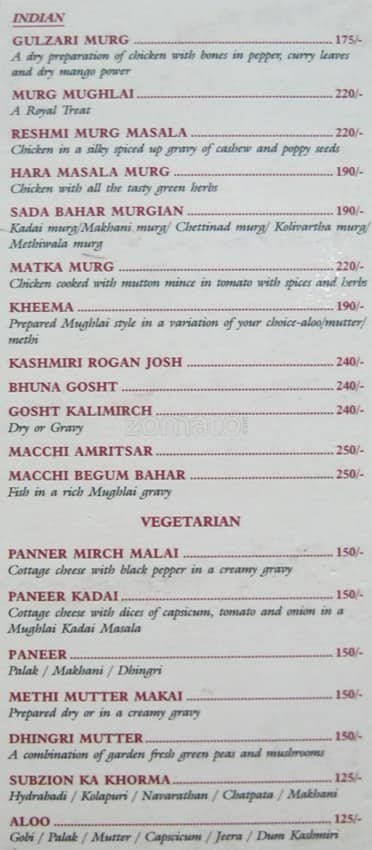 INDIAN
GULZARI MURG 175/-
A dry preparation of chicken with bones in pepper, curry leaves
and dry mango power
MURG MUGHLAI 220/-
A Royal Treat
RESHMI MURG MASALA 220/-
Chicken in a silky spiced up gravy of cashew and poppy seeds
HARA MASALA MURG 190/-
Chicken with all the tasty green herbs
SADA BAHAR MURGIAN 190/-
Kadai murg/Makhani murg/ Chettinad murg/ Kolivartha murg/
Methiwala murg
MATKA MURG 220/-
Chicken cooked with mutton mince in tomato with spices and herbs
KHEEMA 190/-
Prepared Mughlai style in a variation of your choice-aloo/mutter/
methi
KASHMIRI ROGAN JOSH 240/-
BHUNA GOSHT 240/-
GOSHT KALIMIRCH 240/-
Dry or Gravy
zomato
MACCHI AMRITSAR 250/-
MACCHI BEGUM BAHAR 250/-
Fish in a rich Mughlai gravy
VEGETARIAN
PANNER MIRCH MALAI 150/-
Cottage cheese with black pepper in a creamy gravy
PANEER KADAI 150/-
Cottage cheese with dices of capsicum, tomato and onion in a
Mughlai Kadai Masala
PANEER 150/-
Palak / Makhani / Dhingri
METHI MUTTER MAKAI 150/-
Prepared dry or in a creamy gravy
DHINGRI MUTTER 150/-
A combination of garden fresh green peas and mushrooms
SUBZION KA KHORMA 125/-
Hydrahadi / Kolapuri / Navarathan / Chatpata / Makhani
ALOO 125/-
Gobi / Palak / Mutter / Capscicum / Jeera / Dum Kashmiri